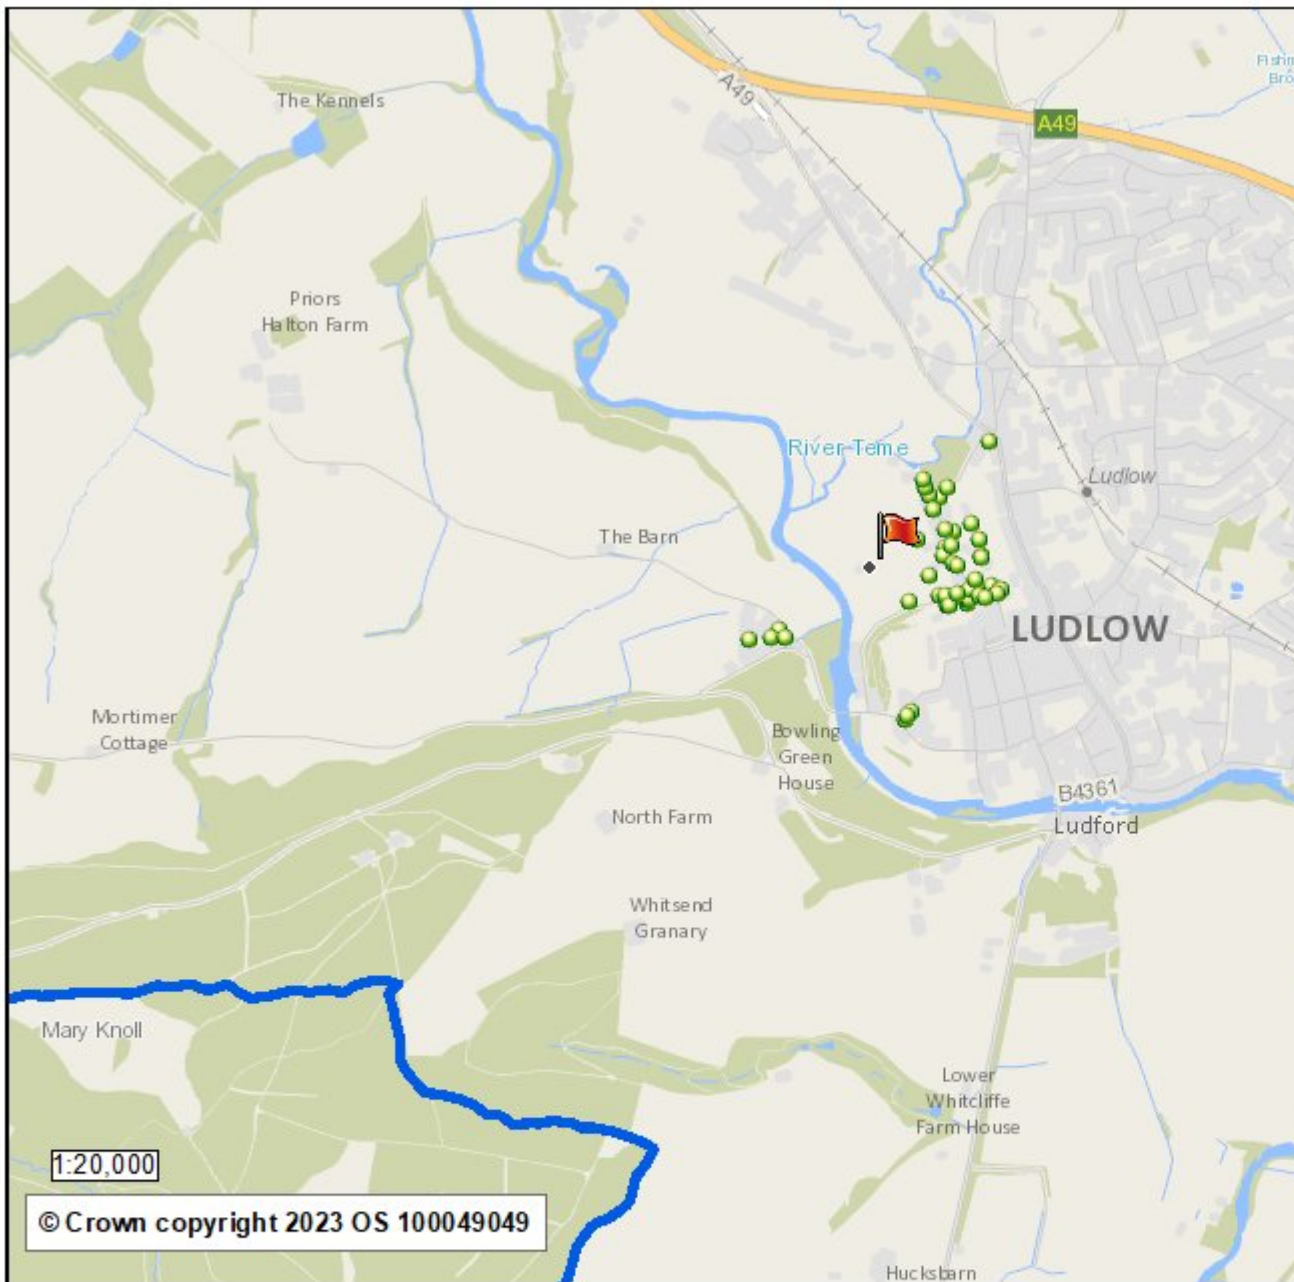 The Kennels
A49
A49
Priors
Halton Farm
River Teme
Ludlow
The Barn
LUDLOW
Mortimer
Cottage
Bowling
Green
House
B4361
North Farm
Ludford
Whitsend
Granary
Mary Knoll
Lower
Whitcliffe
Farm House
1:20,000
© Crown copyright 2023 OS 100049049
Hucksbarn